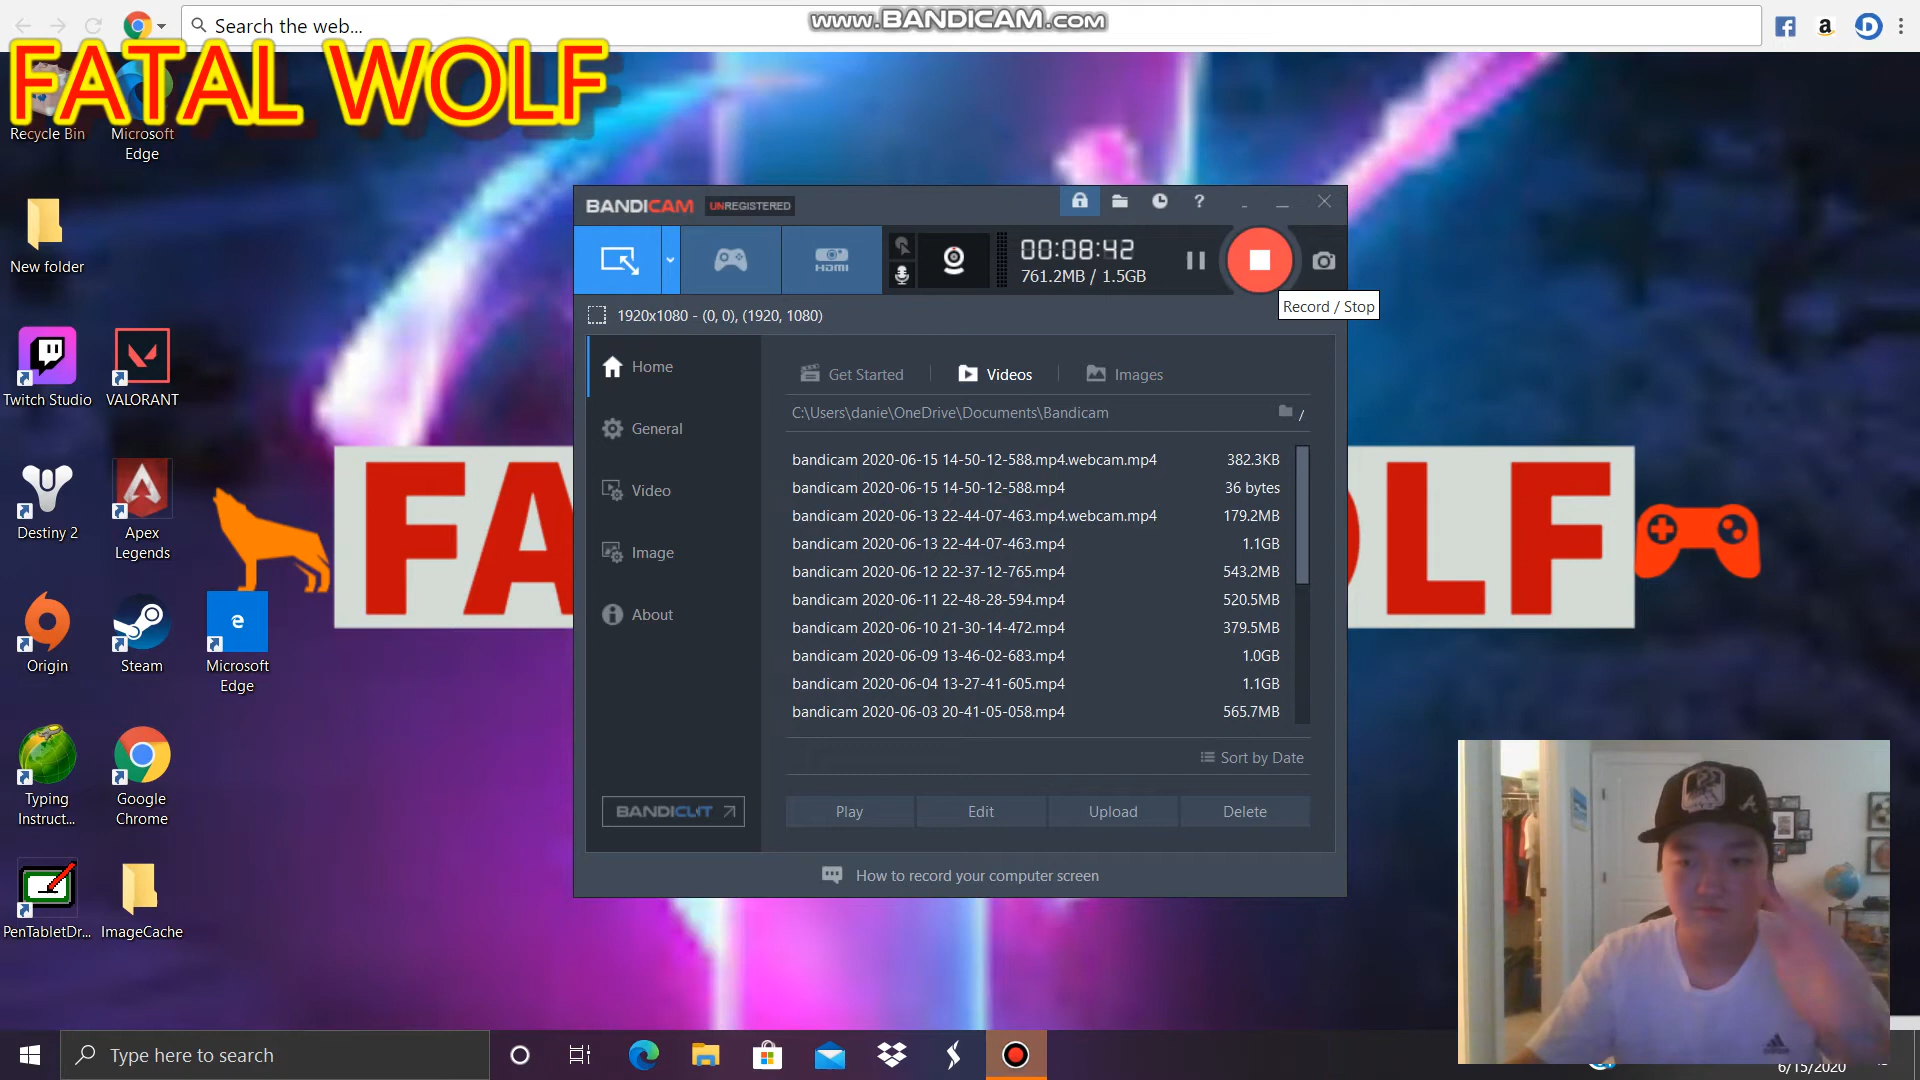 Search the web...
www.BANDICAM.com
FATAL WOLF
Recycle Bin
Microsoft
Edge
New folder
Twitch Studio
VALORANT
Destiny 2
Apex
Legends
Origin
Steam
Microsoft
Edge
Typing
Instruct...
Google
Chrome
PenTabletDr...
ImageCache
BANDICAM UNREGISTERED
HDMI
00:08:42
761.2MB / 1.5GB
Record / Stop
1920x1080 - (0, 0), (1920, 1080)
Home
General
Video
Image
About
BANDICUT
Get Started
Videos
Images
C:\Users\danie\OneDrive\Documents\Bandicam
/
bandicam 2020-06-15 14-50-12-588.mp4.webcam.mp4 382.3KB
bandicam 2020-06-15 14-50-12-588.mp4 36 bytes
bandicam 2020-06-13 22-44-07-463.mp4.webcam.mp4 179.2MB
bandicam 2020-06-13 22-44-07-463.mp4 1.1GB
bandicam 2020-06-12 22-37-12-765.mp4 543.2MB
bandicam 2020-06-11 22-48-28-594.mp4 520.5MB
bandicam 2020-06-10 21-30-14-472.mp4 379.5MB
bandicam 2020-06-09 13-46-02-683.mp4 1.0GB
bandicam 2020-06-04 13-27-41-605.mp4 1.1GB
bandicam 2020-06-03 20-41-05-058.mp4 565.7MB
Sort by Date
Play
Edit
Upload
Delete
How to record your computer screen
FA
LF
Type here to search
6/15/2020